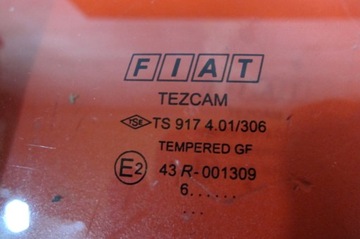 FIAT
TEZCAM
TSE TS 917 4.01/306
TEMPERED GF
E2 43 R-001309
6......
...